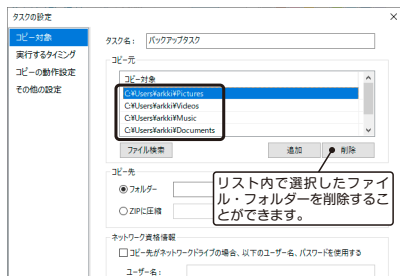 タスクの設定
コピー対象
実行するタイミング
コピーの動作設定
その他の設定
タスク名： バックアップタスク
コピー元
コピー対象
C:¥Users¥arkki¥Pictures
C:¥Users¥arkki¥Videos
C:¥Users¥arkki¥Music
C:¥Users¥arkki¥Documents
ファイル検索 追加 削除
リスト内で選択したファイ
ル・フォルダーを削除するこ
とができます。
コピー先
フォルダー
ZIPに圧縮
ネットワーク資格情報
コピー先がネットワークドライブの場合、以下のユーザー名、パスワードを使用する
ユーザー名：